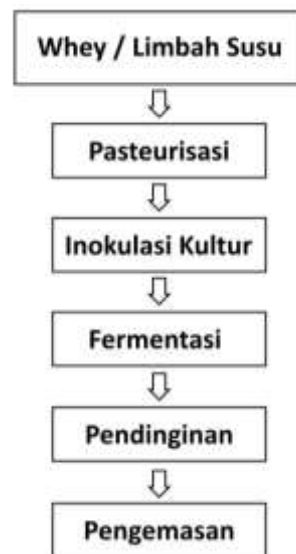 Whey / Limbah Susu
Pasteurisasi
Inokulasi Kultur
Fermentasi
Pendinginan
Pengemasan